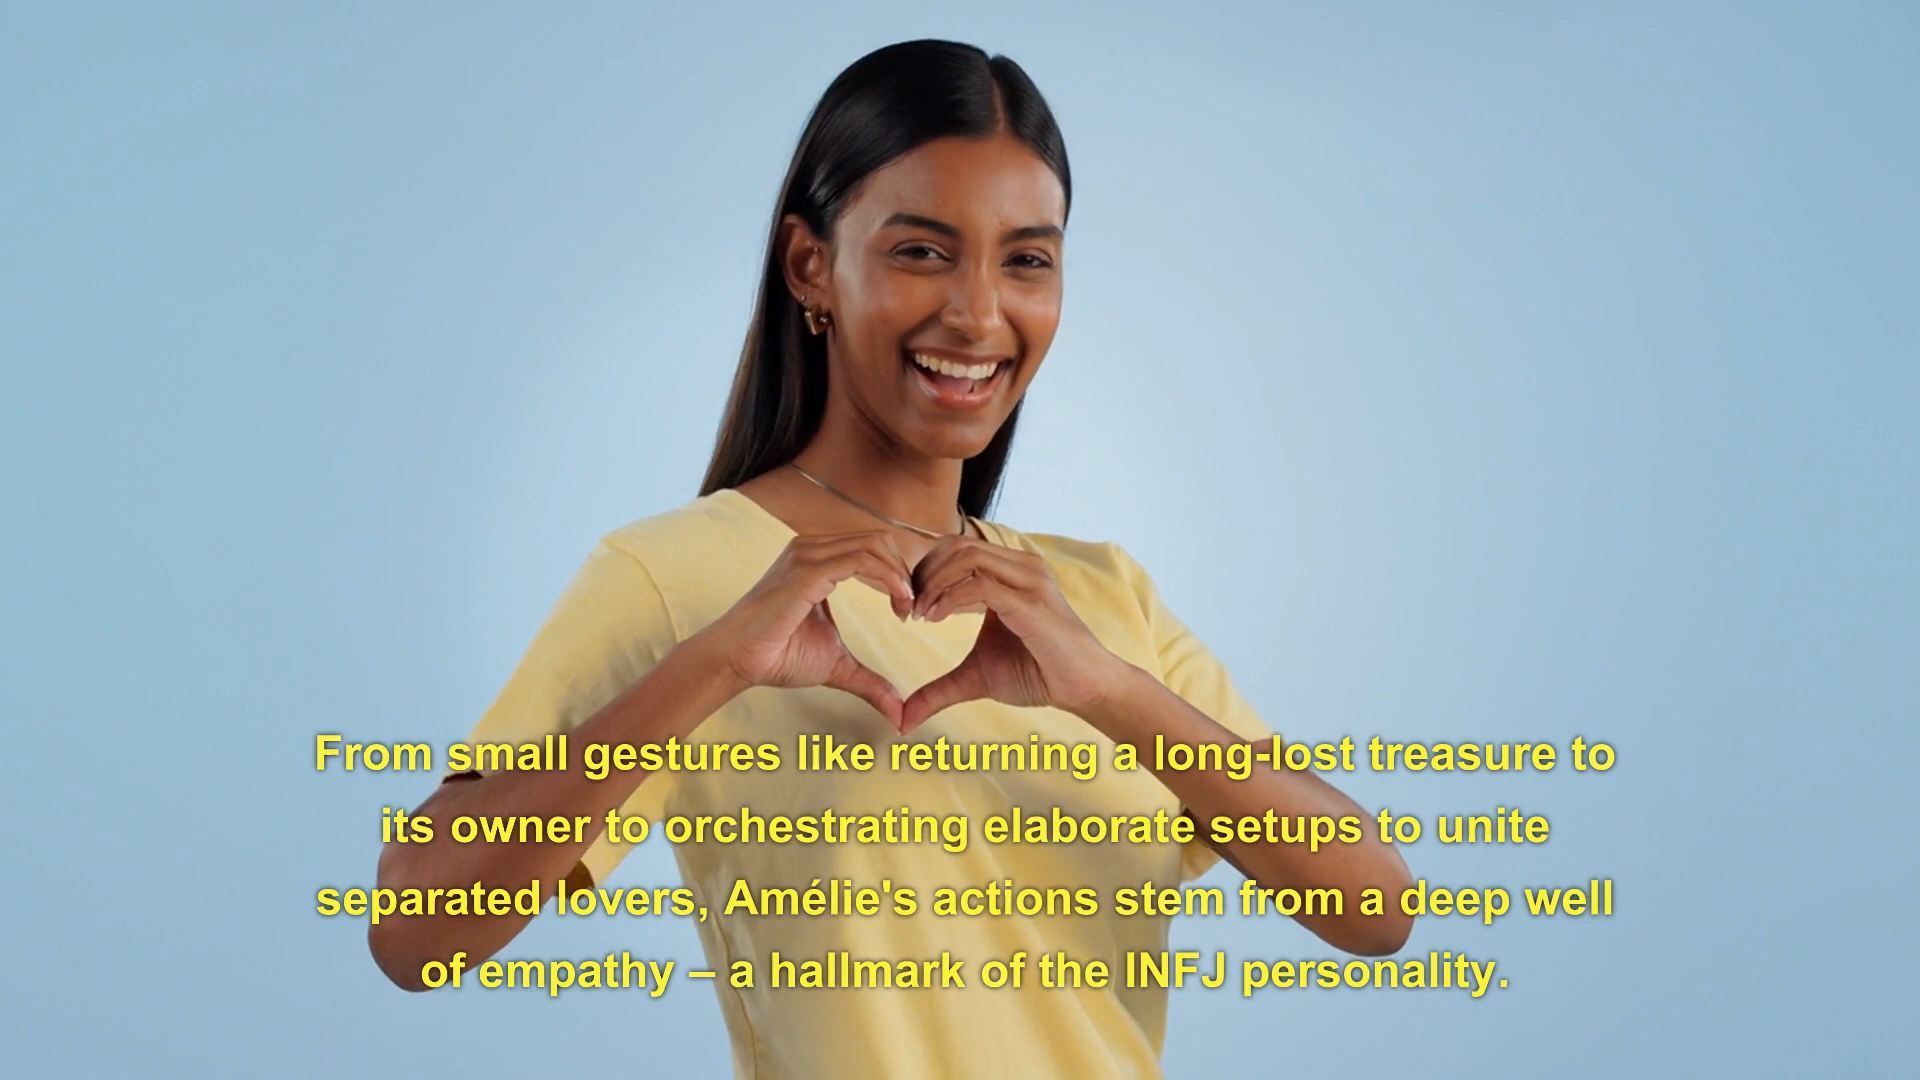 From small gestures like returning a long-lost treasure to
its owner to orchestrating elaborate setups to unite
separated lovers, Amélie's actions stem from a deep well
of empathy – a hallmark of the INFJ personality.